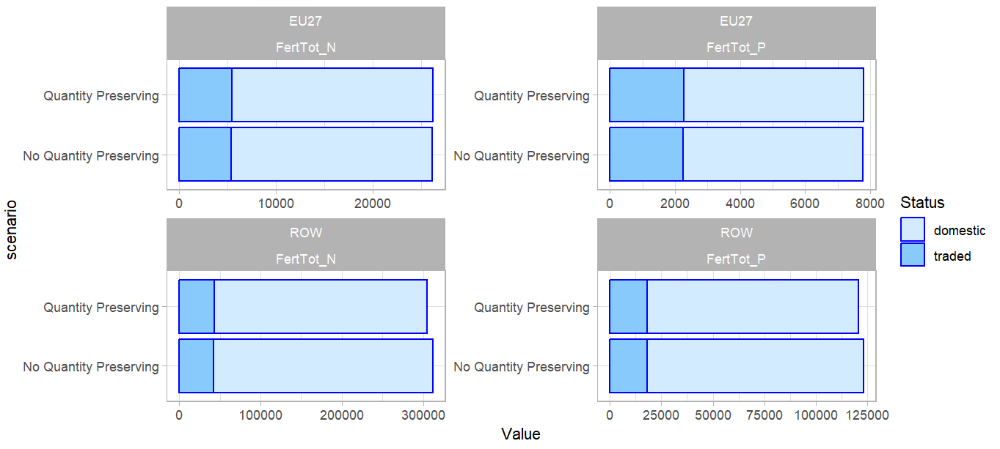 EU27
FertTot_N
Quantity Preserving
No Quantity Preserving
0 10000 20000
EU27
FertTot_P
Quantity Preserving
No Quantity Preserving
0 2000 4000 6000 8000
ROW
FertTot_N
Quantity Preserving
No Quantity Preserving
0 100000 200000 300000
ROW
FertTot_P
Quantity Preserving
No Quantity Preserving
0 25000 50000 75000 100000 125000
scenario
Value
Status
domestic
traded